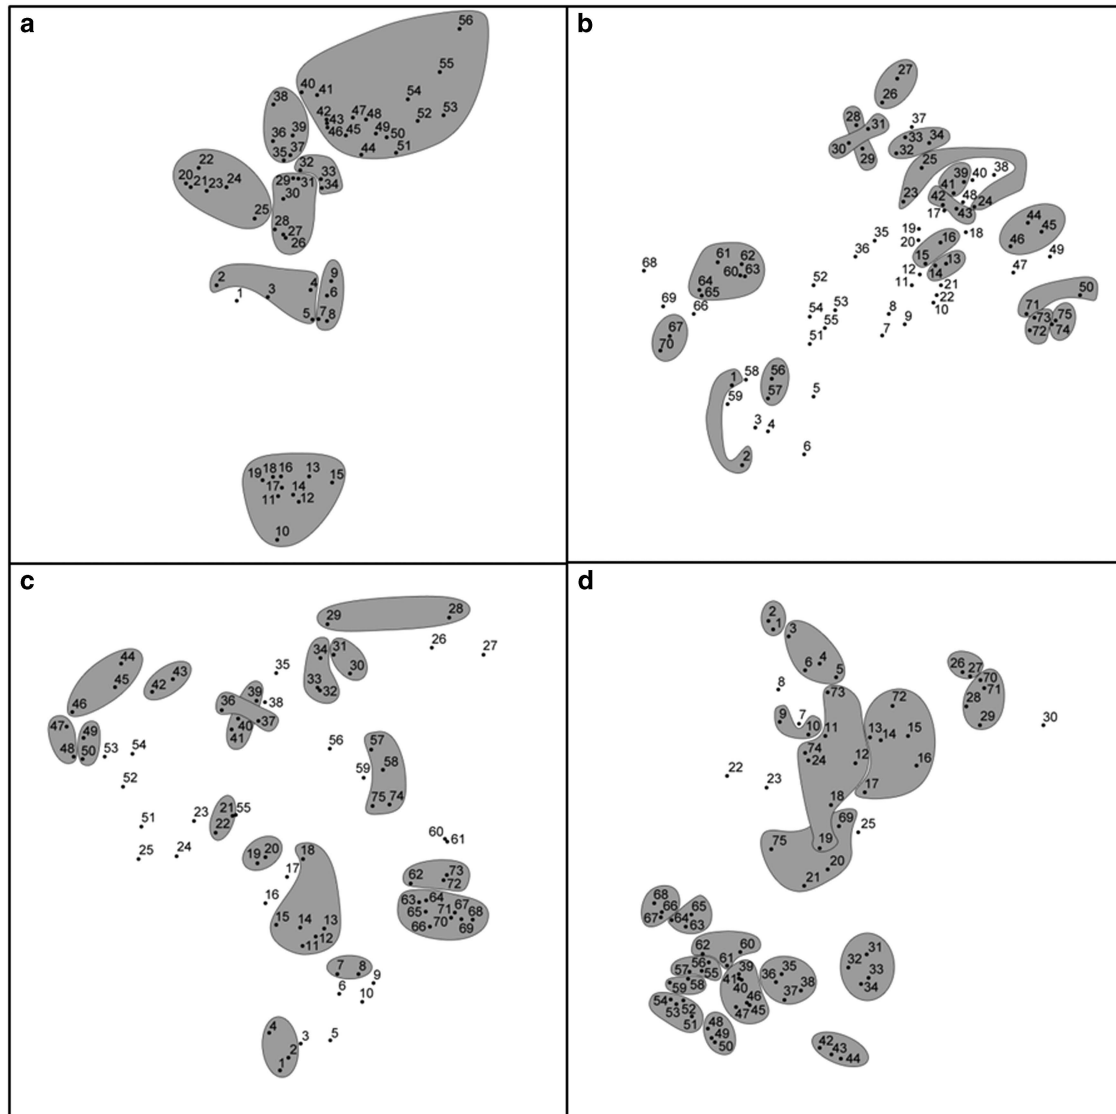 a
56
55
54
40 41
53
52
38
47 48
42 43
46 45 49 50
39
44 51
36
35 37
32
22
33
20 21 23 24
29 31 34
30
25
28
27
26
2
9
4
6
1 3
5 7 8
19 18 16 13 15
17 14
11 12
10
b
27
26
28 31 37
33 34
30 29 32
25 38
39 40
41
23 42 48 24
17 43
44
19 18 45
35 20 16 46
36
61 62 49
68 15 13
60 63 12 14 47
52 11 21
64 50
65 22
69 66 53 10
54 8 71
55 9 73 75
67 7 72 74
51
70
1 58 56
59 57 5
3 4
6
2
c
29 28
26
34 31 27
44 35 33 30
43 32
45 42 39
38
46 36
47 49 40 37
41
48 50 53 54 56 57
58
52 59
21 55 75 74
51 23 22
60 61
25 24 19 20 18
17 73
62 72
16 63 64
65 71 67 68
15 14 13 66 70 69
12
11
7 8 9
6 10
4
3 5
2
1
d
2
1
3
4
6 5
26 27
70
8 73 71
72 28
9 7 10 11 29 30
13 14 15
74
24 12 16
22 23
17
18
69 25
75 19
20
21
68
66 65
67 64 63
62 60 31
61
56 39 35 32
57 55 41 36 33
59 58 40 38 34
37
54 46
53 52 47 45
51 48
49 42
50 43 44